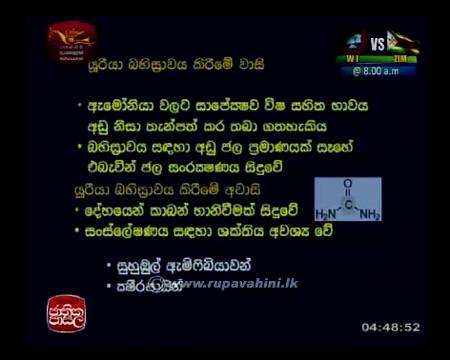 VS
WI ZIM
@ 8.00 a.m
යූරියා බහිස්‍රාවය කිරීමේ වාසි
• ඇමෝනියා වලට සාපේක්ෂව විෂ සහිත භාවය
අඩු නිසා තැන්පත් කර තබා ගතහැකිය
• බහිස්‍රාවය සඳහා අඩු ජල ප්‍රමාණයක් සෑහේ
එබැවින් ජල සංරක්ෂණය සිදුවේ
යූරියා බහිස්‍රාවය කිරීමේ අවාසි
• දේහයෙන් කාබන් හානිවීමක් සිදුවේ
• සංස්ලේෂණය සඳහා ශක්තිය අවශ්‍ය වේ
O
C
H₂N NH₂
• සුහුඹුල් ඇම්ෆිබියාවන්
• ක්ෂීරපායින්
© www.rupavahini.lk
ජාතික
පාසල
04:48:52